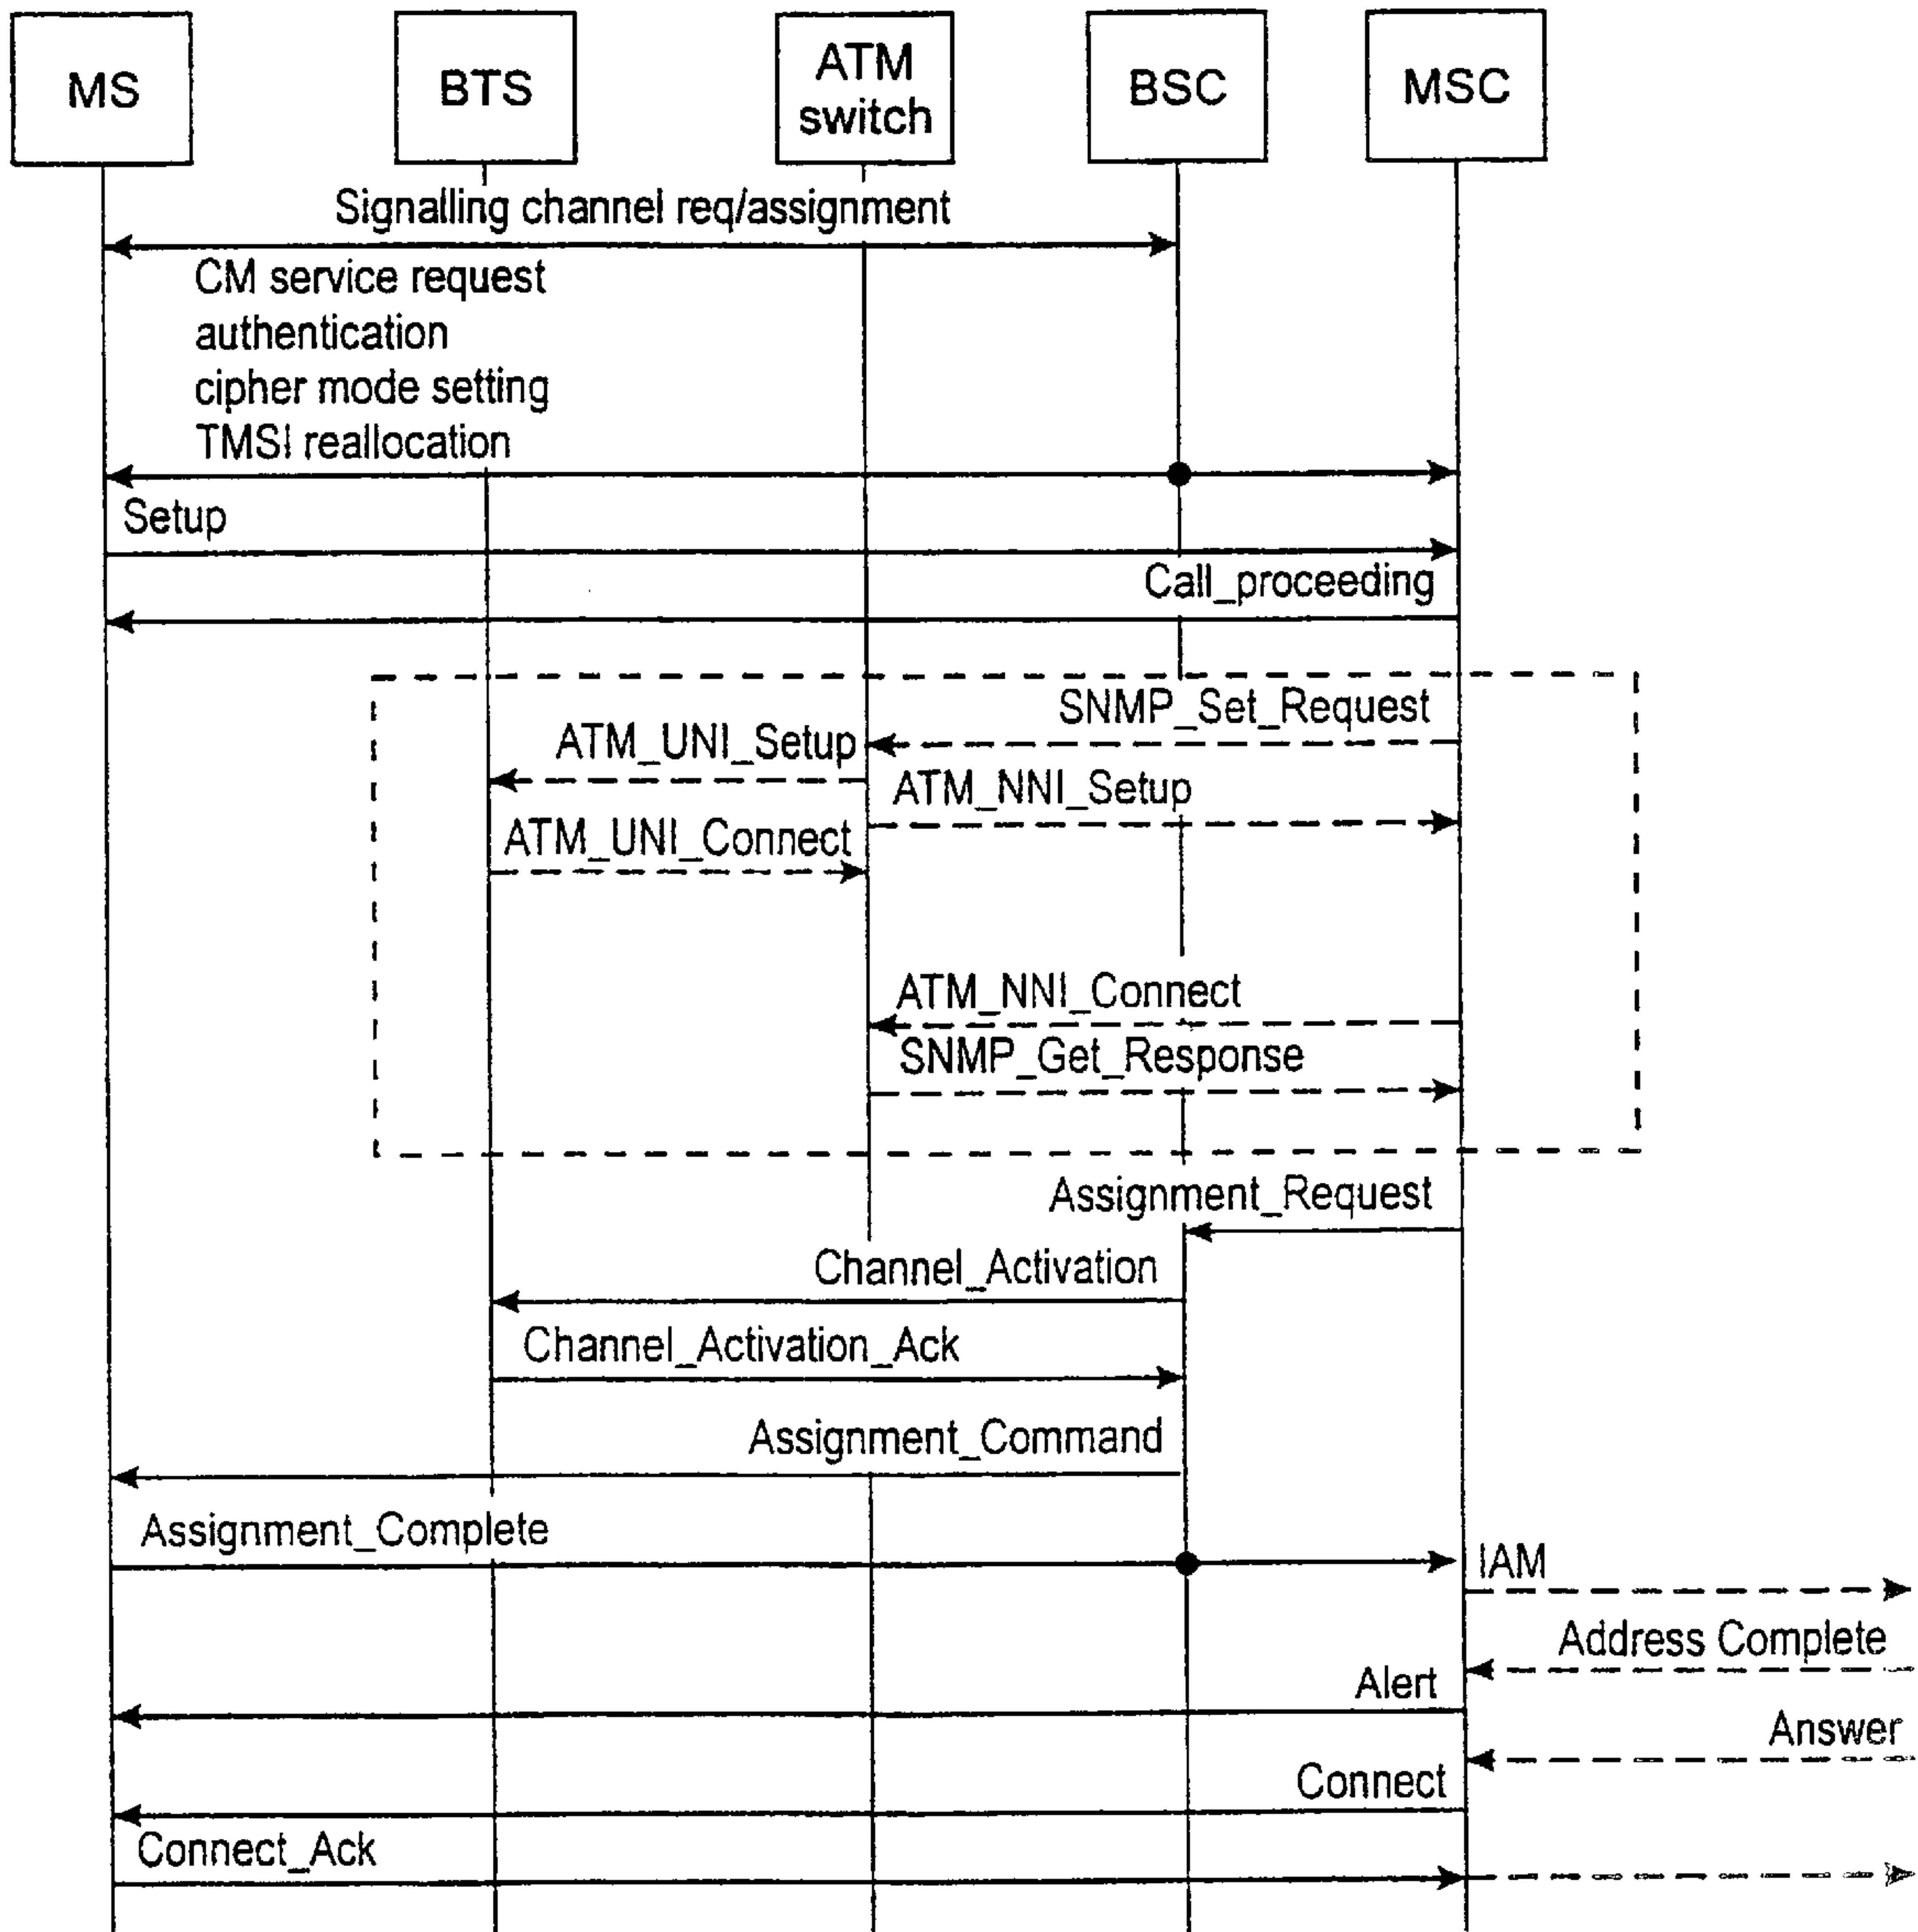 MS
BTS
ATM
switch
BSC
MSC
Signalling channel req/assignment
CM service request
authentication
cipher mode setting
TMSI reallocation
Setup
Call_proceeding
SNMP_Set_Request
ATM_UNI_Setup
ATM_NNI_Setup
ATM_UNI_Connect
ATM_NNI_Connect
SNMP_Get_Response
Assignment_Request
Channel_Activation
Channel_Activation_Ack
Assignment_Command
Assignment_Complete
IAM
Address Complete
Alert
Answer
Connect
Connect_Ack